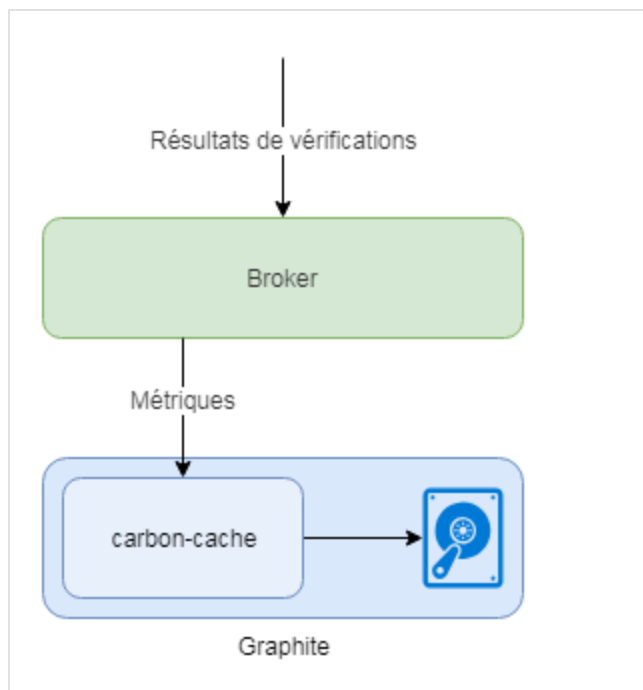 Résultats de vérifications
Broker
Métriques
carbon-cache
Graphite